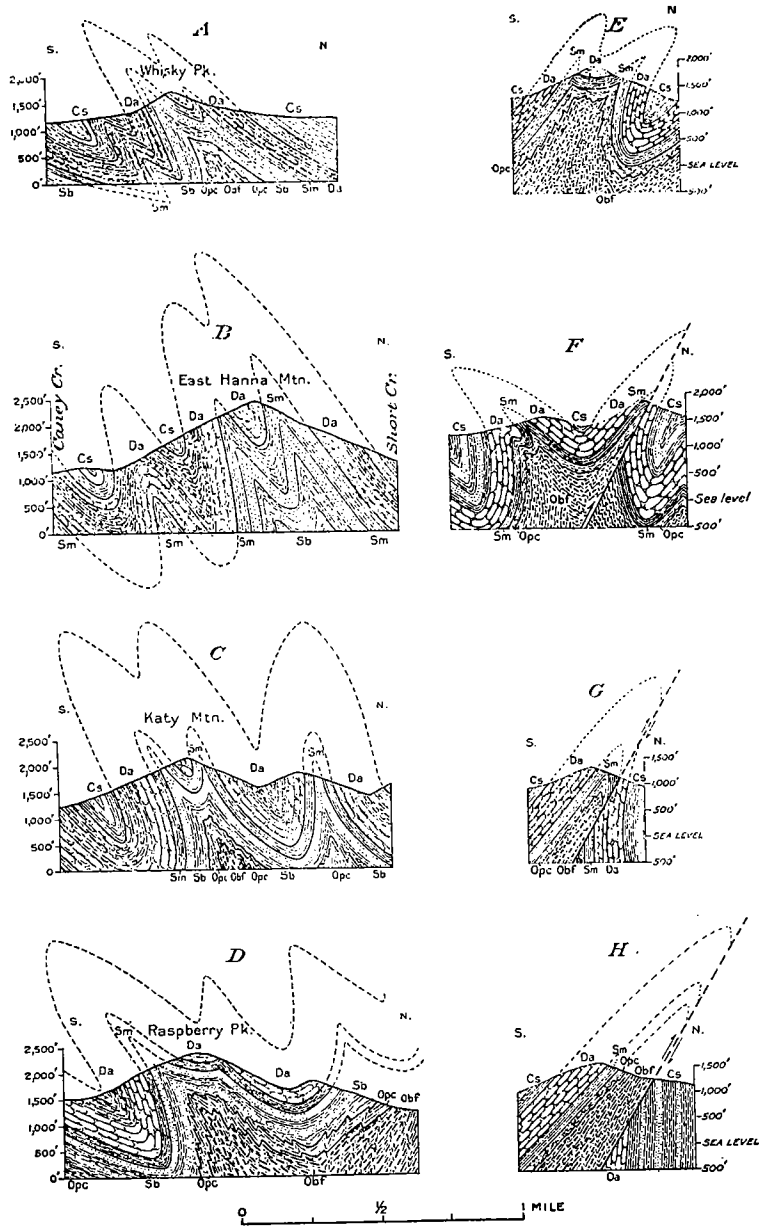 A
S.
N
Whisky Pk.
2,000'
1,500'
1,000'
500'
0
Cs
Da
Da
Cs
Sb
Sm
Sb Opc Obf Opc Sb Sm Da
E
S.
N
Da
Sm
Sm
Da
Da
Cs
Cs
2,000'
1,500'
1,000'
500'
SEA LEVEL
500'
Opc
Obf
B
S.
N.
East Hanna Mtn.
Caney Cr.
Short Cr.
2,500'
2,000'
1,500'
1,000'
500'
0
Cs
Da
Cs
Da
Da
Sm
Da
Sm Sm Sm Sb Sm
F
S.
N.
Cs
Da
Sm
Da
Cs
Da
Sm
Cs
2,000'
1,500'
1,000'
500'
Sea level
500'
Obf
Sm Opc
Sm Opc
C
S.
N.
Katy Mtn.
2,500'
2,000'
1,500'
1,000'
500'
0
Cs
Da
Sm
Da
Sm
Da
Sm Sb Opc Obf Opc Sb Opc Sb
G
S.
N.
Cs
Da
Sm
Cs
1,500'
1,000'
500'
SEA LEVEL
500'
Opc Obf Sm Da
D
S.
N.
Raspberry Pk.
2,500'
2,000'
1,500'
1,000'
500'
0
Da
Sm
Da
Da
Sb
Opc Obf
Opc Sb Opc Obf
H
S.
N.
Cs
Da
Sm
Opc
Obf
Cs
1,500'
1,000'
500'
SEA LEVEL
500'
Da
0 1/2 1 MILE